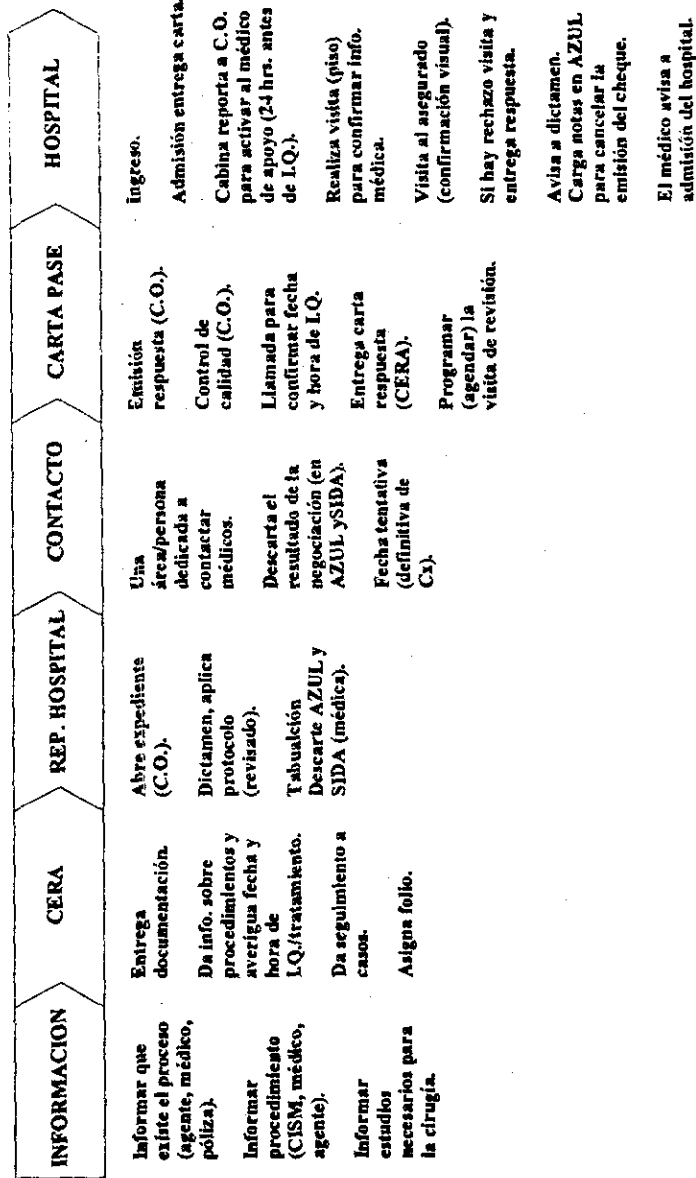 INFORMACION
Informar que
existe el proceso
(agente, médico,
póliza).
Informar
procedimiento
(CISM, médico,
agente).
Informar
estudios
necesarios para
la cirugía.
CERA
Entrega
documentación.
Da info. sobre
procedimientos y
averigua fecha y
hora de
I.Q./tratamiento.
Da seguimiento a
casos.
Asigna folio.
REP. HOSPITAL
Abre expediente
(C.O.).
Dictamen, aplica
protocolo
(revisado).
Tabualción
Descarte AZUL y
SIDA (médica).
CONTACTO
Una
área/persona
dedicada a
contactar
médicos.
Descarta el
resultado de la
negociación (en
AZUL ySIDA).
Fecha tentativa
(definitiva de
Cx).
CARTA PASE
Emisión
respuesta (C.O.).
Control de
calidad (C.O.).
Llamada para
confirmar fecha
y hora de I.Q.
Entrega carta
respuesta
(CERA).
Programar
(agendar) la
visita de revisión.
HOSPITAL
Ingreso.
Admisión entrega carta.
Cabina reporta a C.O.
para activar al médico
de apoyo (24 hrs. antes
de I.Q.).
Realiza visita (piso)
para confirmar info.
médica.
Visita al asegurado
(confirmación visual).
Si hay rechazo visita y
entrega respuesta.
Avisa a dictamen.
Carga notas en AZUL
para cancelar la
emisión del cheque.
El médico avisa a
admisión del hospital.